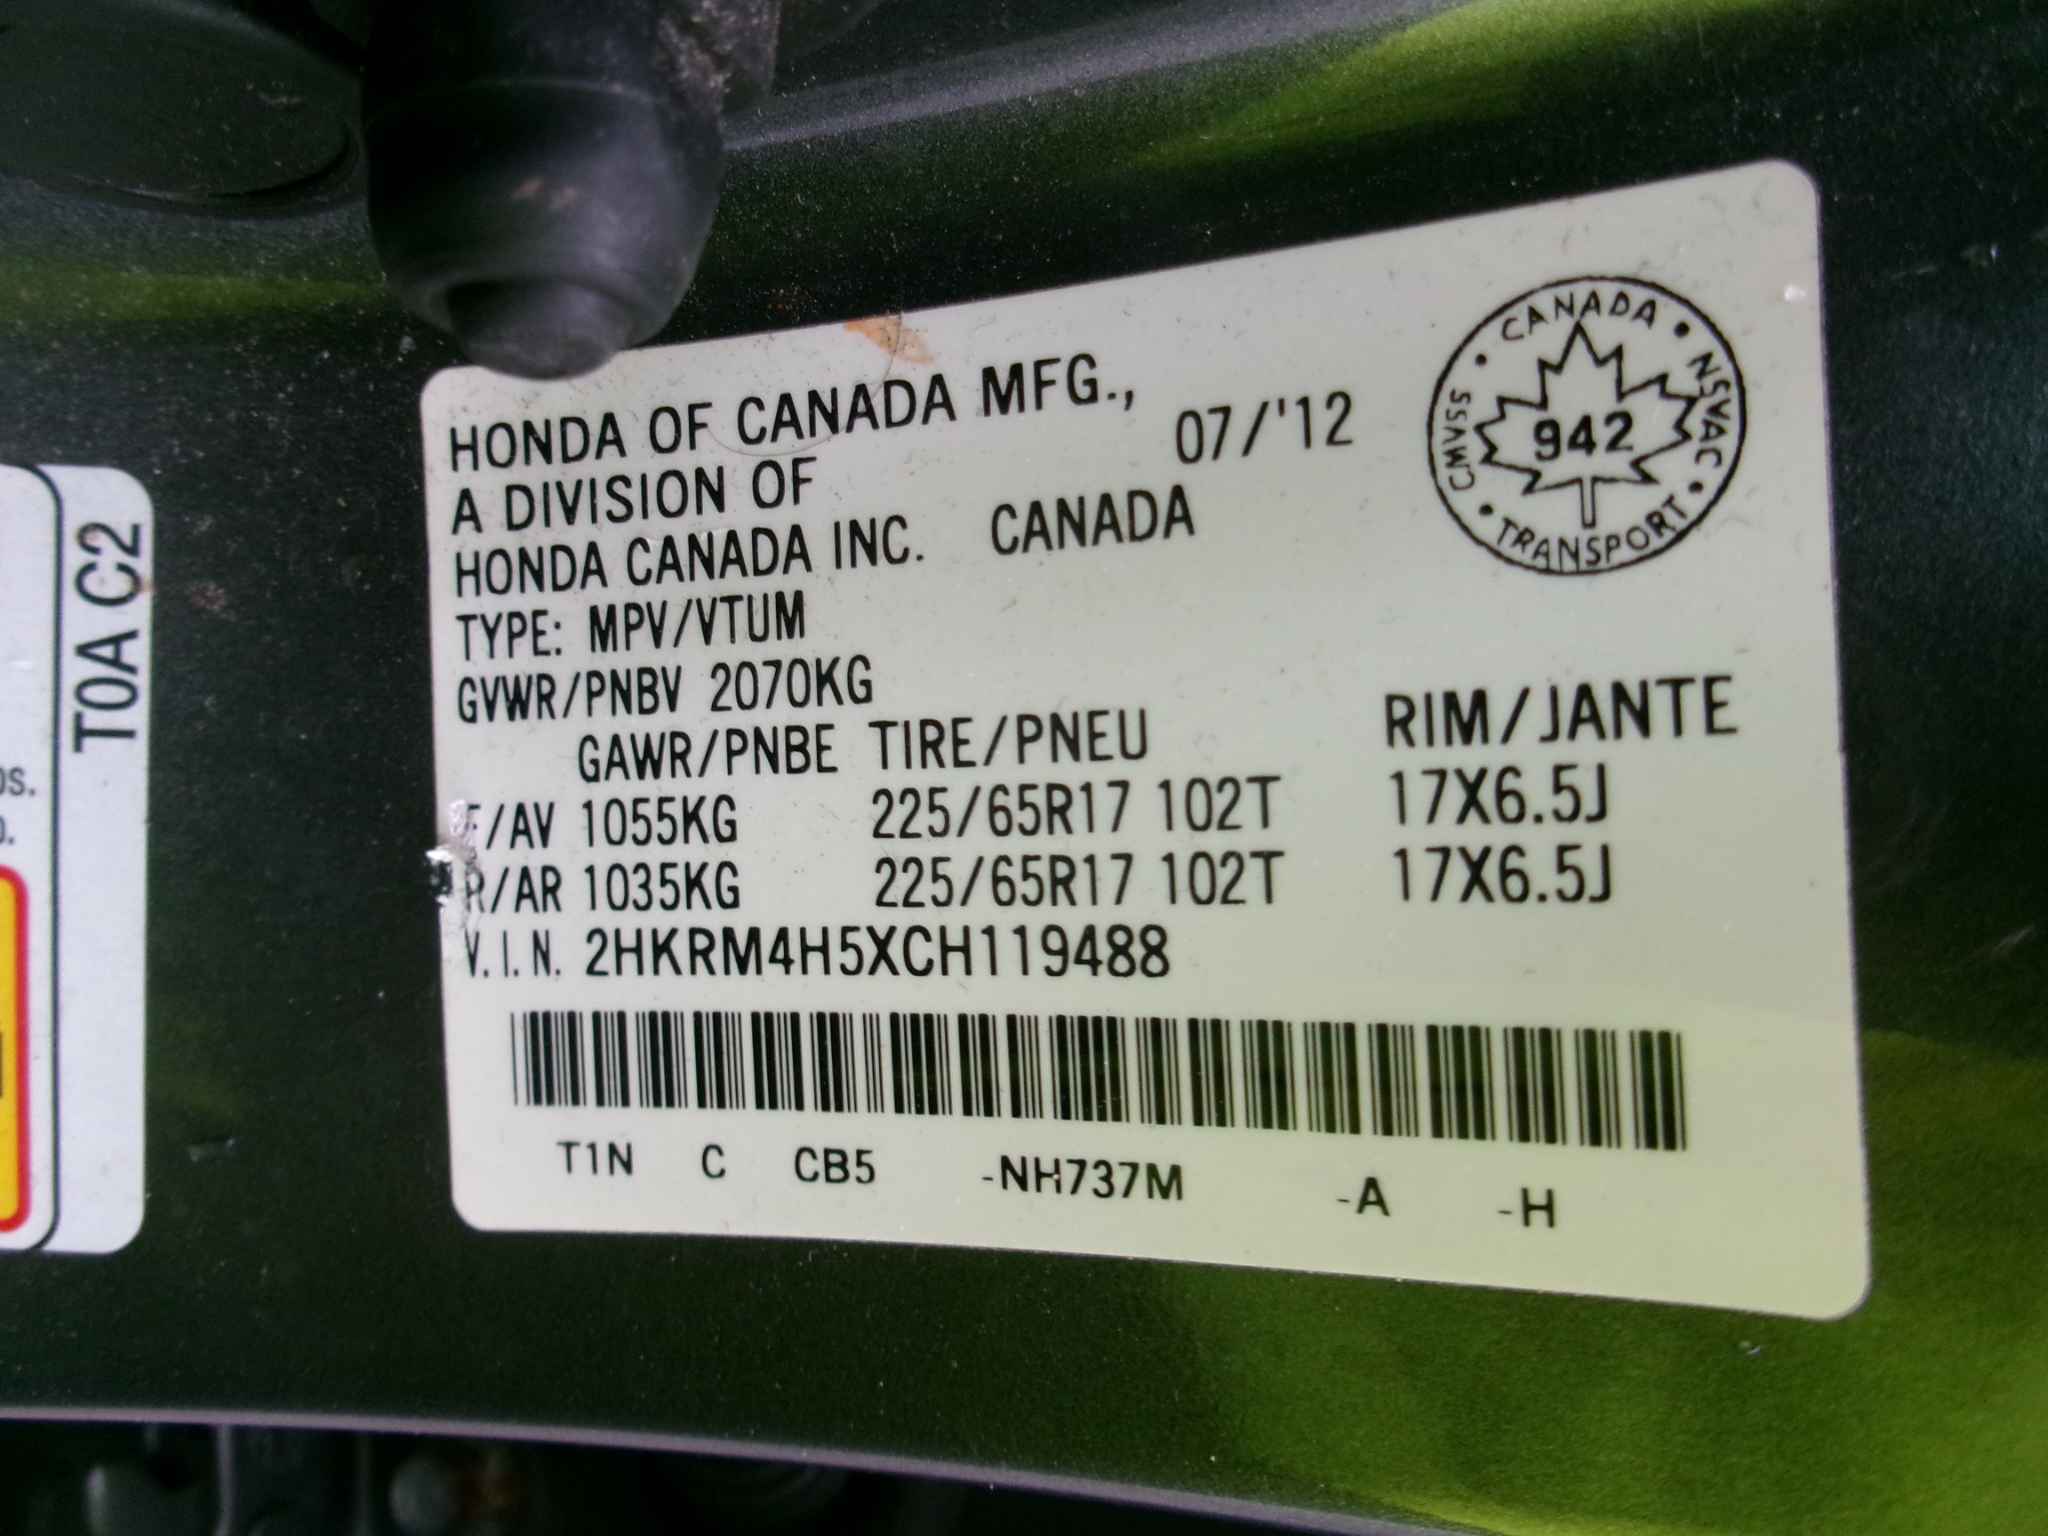 HONDA OF CANADA MFG., 07/'12
A DIVISION OF
HONDA CANADA INC. CANADA
TYPE: MPV/VTUM
GVWR/PNBV 2070KG
GAWR/PNBE TIRE/PNEU RIM/JANTE
F/AV 1055KG 225/65R17 102T 17X6.5J
R/AR 1035KG 225/65R17 102T 17X6.5J
V.I.N. 2HKRM4H5XCH119488
T1N C CB5 -NH737M -A -H
CANADA • NSVAC • TRANSPORT • CMVSS •
942
T0A C2